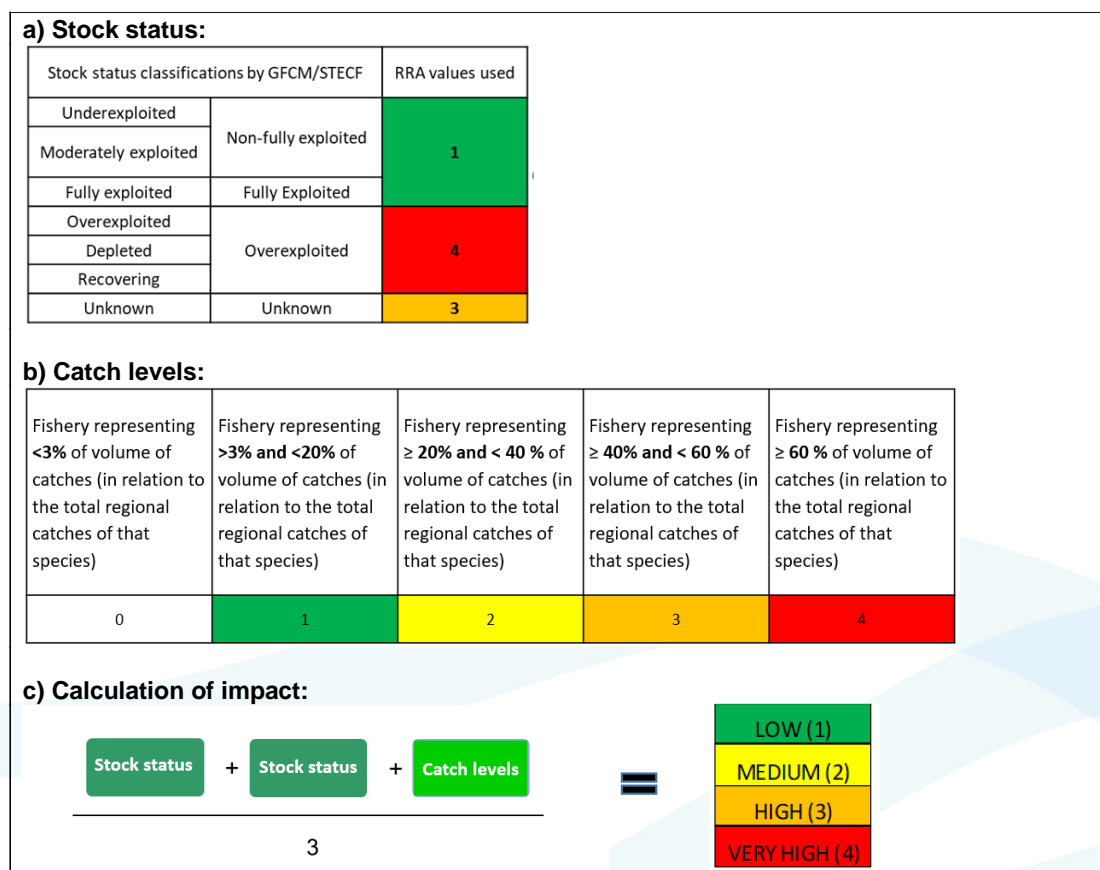 a) Stock status:
Stock status classifications by GFCM/STECF
RRA values used
Underexploited
Non-fully exploited
Moderately exploited
1
Fully exploited
Fully Exploited
Overexploited
Depleted
Overexploited
4
Recovering
Unknown
Unknown
3
b) Catch levels:
Fishery representing
<3% of volume of
catches (in relation to
the total regional
catches of that
species)
Fishery representing
>3% and <20% of
volume of catches (in
relation to the total
regional catches of
that species)
Fishery representing
≥ 20% and < 40 % of
volume of catches (in
relation to the total
regional catches of
that species)
Fishery representing
≥ 40% and < 60 % of
volume of catches (in
relation to the total
regional catches of
that species)
Fishery representing
≥ 60 % of volume of
catches (in relation to
the total regional
catches of that
species)
0
1
2
3
4
c) Calculation of impact:
Stock status + Stock status + Catch levels
3
=
LOW (1)
MEDIUM (2)
HIGH (3)
VERY HIGH (4)